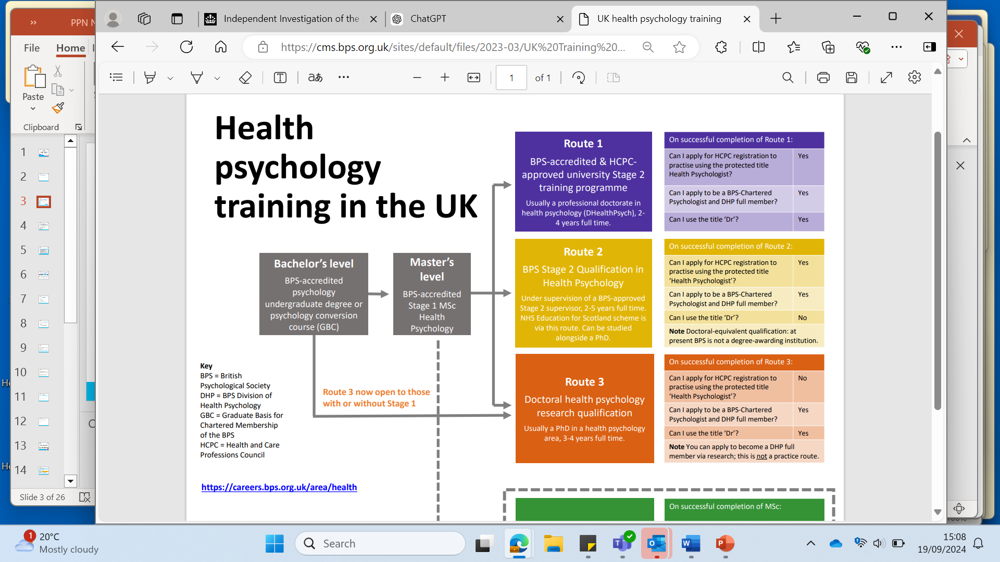 PPN N
File
Home
Paste
Clipboard
1
2
3
4
5
6
7
8
9
10
11
12
13
14
Slide 3 of 26
Independent Investigation of the
ChatGPT
UK health psychology training
https://cms.bps.org.uk/sites/default/files/2023-03/UK%20Training%20...
1
of 1
Health
psychology
training in the UK
Bachelor's level
BPS-accredited
psychology
undergraduate degree or
psychology conversion
course (GBC)
Master's
level
BPS-accredited
Stage 1 MSc
Health
Psychology
Key
BPS = British
Psychological Society
DHP = BPS Division of
Health Psychology
GBC = Graduate Basis for
Chartered Membership
of the BPS
HCPC = Health and Care
Professions Council
Route 3 now open to those
with or without Stage 1
https://careers.bps.org.uk/area/health
Route 1
BPS-accredited & HCPC-
approved university Stage 2
training programme
Usually a professional doctorate in
health psychology (DHealthPsych), 2-
4 years full time.
On successful completion of Route 1:
Can I apply for HCPC registration to
practise using the protected title
Health Psychologist?
Yes
Can I apply to be a BPS-Chartered
Psychologist and DHP full member?
Yes
Can I use the title ‘Dr’?
Yes
Route 2
BPS Stage 2 Qualification in
Health Psychology
Under supervision of a BPS-approved
Stage 2 supervisor, 2-5 years full time.
NHS Education for Scotland scheme is
via this route. Can be studied
alongside a PhD.
On successful completion of Route 2:
Can I apply for HCPC registration to
practise using the protected title
‘Health Psychologist’?
Yes
Can I apply to be a BPS-Chartered
Psychologist and DHP full member?
Yes
Can I use the title ‘Dr’?
No
Note Doctoral-equivalent qualification: at
present BPS is not a degree-awarding institution.
Route 3
Doctoral health psychology
research qualification
Usually a PhD in a health psychology
area, 3-4 years full time.
On successful completion of Route 3:
Can I apply for HCPC registration to
practise using the protected title
‘Health Psychologist’?
No
Can I apply to be a BPS-Chartered
Psychologist and DHP full member?
Yes
Can I use the title ‘Dr’?
Yes
Note You can apply to become a DHP full
member via research; this is not a practice route.
On successful completion of MSc:
1
20°C
Mostly cloudy
Search
15:08
19/09/2024